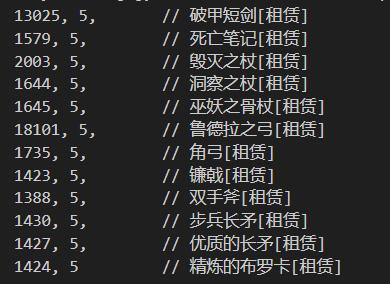 13025, 5, // 破甲短剑[租赁]
1579, 5, // 死亡笔记[租赁]
2003, 5, // 毁灭之杖[租赁]
1644, 5, // 洞察之杖[租赁]
1645, 5, // 巫妖之骨杖[租赁]
18101, 5, // 鲁德拉之弓[租赁]
1735, 5, // 角弓[租赁]
1423, 5, // 镰戟[租赁]
1388, 5, // 双手斧[租赁]
1430, 5, // 步兵长矛[租赁]
1427, 5, // 优质的长矛[租赁]
1424, 5 // 精炼的布罗卡[租赁]